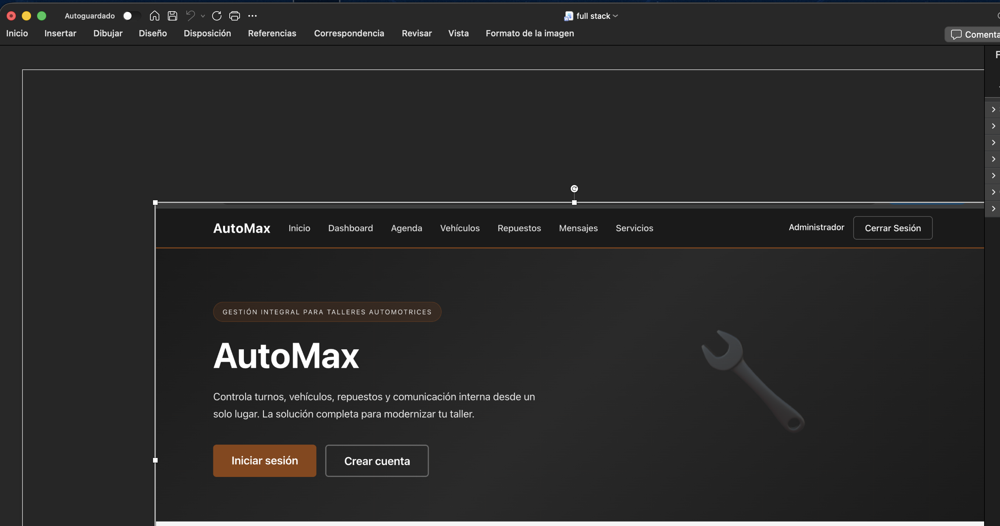 Autoguardado
full stack
Inicio Insertar Dibujar Diseño Disposición Referencias Correspondencia Revisar Vista Formato de la imagen
AutoMax Inicio Dashboard Agenda Vehículos Repuestos Mensajes Servicios Administrador Cerrar Sesión
GESTIÓN INTEGRAL PARA TALLERES AUTOMOTRICES
AutoMax
Controla turnos, vehículos, repuestos y comunicación interna desde un
solo lugar. La solución completa para modernizar tu taller.
Iniciar sesión Crear cuenta